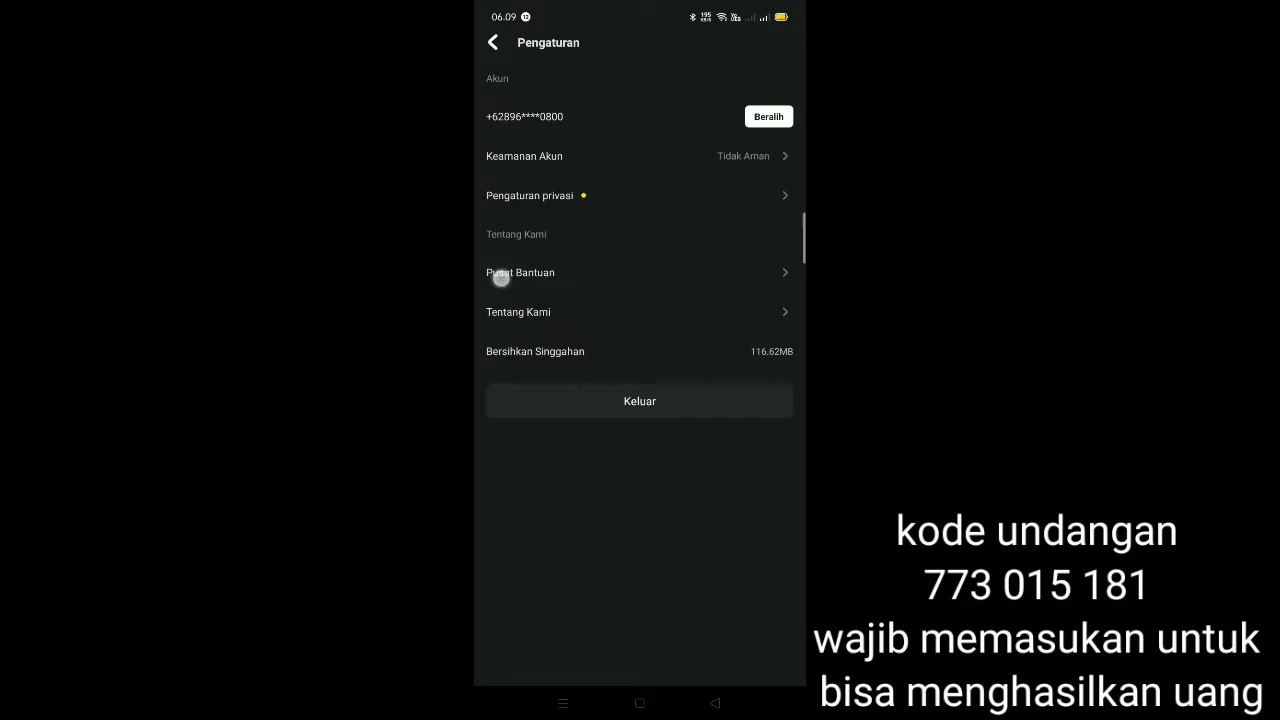 06.09
Pengaturan
Akun
+62896****0800
Beralih
Keamanan Akun
Tidak Aman
Pengaturan privasi
Tentang Kami
Pusat Bantuan
Tentang Kami
Bersihkan Singgahan
116.62MB
Keluar
kode undangan
773 015 181
wajib memasukan untuk
bisa menghasilkan uang